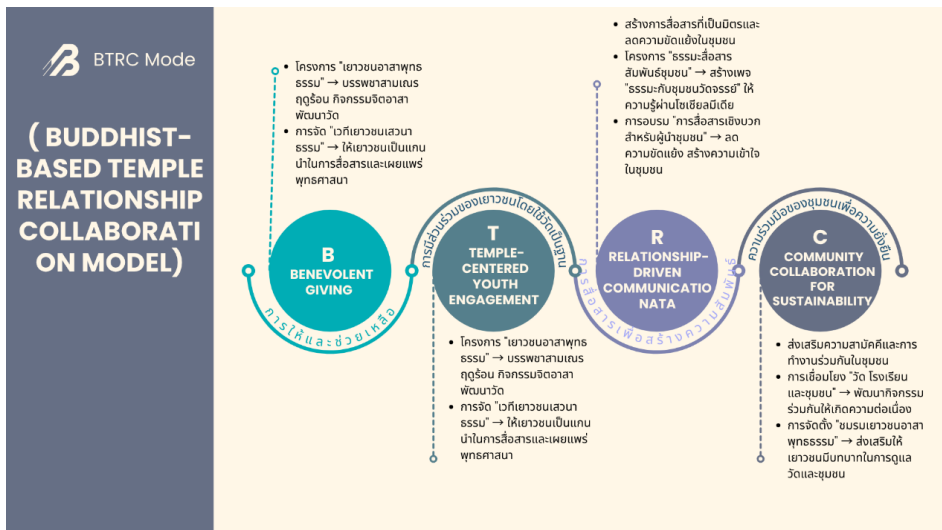 BTRC Mode
( BUDDHIST-
BASED TEMPLE
RELATIONSHIP
COLLABORATI
ON MODEL)
• โครงการ "เยาวชนอาสาพุทธ
ธรรม" → บรรพชาสามเณร
ฤดูร้อน กิจกรรมจิตอาสา
พัฒนาวัด
• การจัด "เวทีเยาวชนเสวนา
ธรรม" → ให้เยาวชนเป็นแกน
นำในการสื่อสารและเผยแพร่
พุทธศาสนา
B
BENEVOLENT
GIVING
การให้และช่วยเหลือ
การมีส่วนร่วมของเยาวชนโดยใช้วัดเป็นฐาน
T
TEMPLE-
CENTERED
YOUTH
ENGAGEMENT
• โครงการ "เยาวชนอาสาพุทธ
ธรรม" → บรรพชาสามเณร
ฤดูร้อน กิจกรรมจิตอาสา
พัฒนาวัด
• การจัด "เวทีเยาวชนเสวนา
ธรรม" → ให้เยาวชนเป็นแกน
นำในการสื่อสารและเผยแพร่
พุทธศาสนา
• สร้างการสื่อสารที่เป็นมิตรและ
ลดความขัดแย้งในชุมชน
• โครงการ "ธรรมะสื่อสาร
สัมพันธ์ชุมชน" → สร้างเพจ
"ธรรมะกับชุมชนวัดจรรย์" ให้
ความรู้ผ่านโซเชียลมีเดีย
• การอบรม "การสื่อสารเชิงบวก
สำหรับผู้นำชุมชน" → ลด
ความขัดแย้ง สร้างความเข้าใจ
ในชุมชน
R
RELATIONSHIP-
DRIVEN
COMMUNICATIO
NATA
การสื่อสารเพื่อสร้างความสัมพันธ์
ความร่วมมือของชุมชนเพื่อความยั่งยืน
C
COMMUNITY
COLLABORATION
FOR
SUSTAINABILITY
• ส่งเสริมความสามัคคีและการ
ทำงานร่วมกันในชุมชน
• การเชื่อมโยง "วัด โรงเรียน
และชุมชน" → พัฒนากิจกรรม
ร่วมกันให้เกิดความต่อเนื่อง
• การจัดตั้ง "ชมรมเยาวชนอาสา
พุทธธรรม" → ส่งเสริมให้
เยาวชนมีบทบาทในการดูแล
วัดและชุมชน